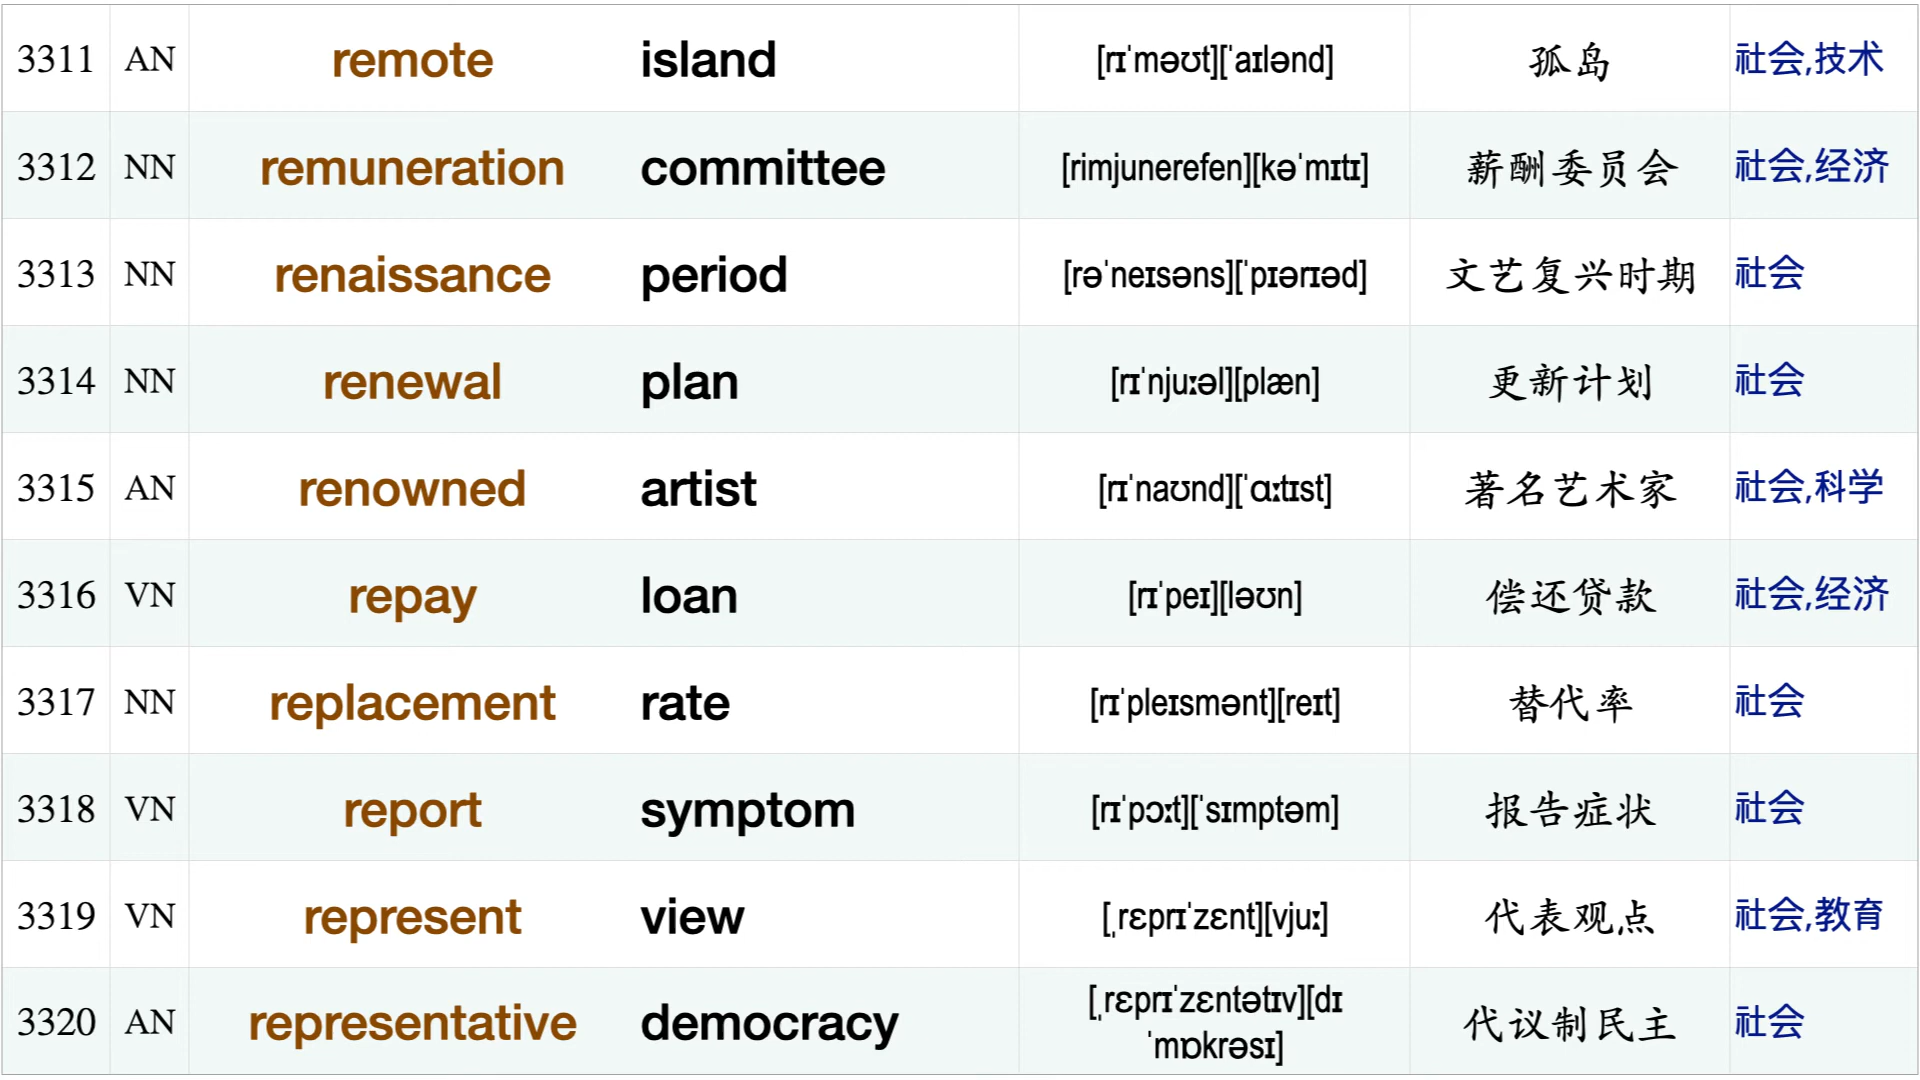 3311 AN remote island [rɪˈməʊt][ˈaɪlənd] 孤岛 社会,技术
3312 NN remuneration committee [rimjunerefen][kəˈmɪtɪ] 薪酬委员会 社会,经济
3313 NN renaissance period [rəˈneɪsəns][ˈpɪərɪəd] 文艺复兴时期 社会
3314 NN renewal plan [rɪˈnjuːəl][plæn] 更新计划 社会
3315 AN renowned artist [rɪˈnaʊnd][ˈɑːtɪst] 著名艺术家 社会,科学
3316 VN repay loan [rɪˈpeɪ][ləʊn] 偿还贷款 社会,经济
3317 NN replacement rate [rɪˈpleɪsmənt][reɪt] 替代率 社会
3318 VN report symptom [rɪˈpɔːt][ˈsɪmptəm] 报告症状 社会
3319 VN represent view [ˌrɛprɪˈzɛnt][vjuː] 代表观点 社会,教育
3320 AN representative democracy [ˌrɛprɪˈzɛntətɪv][dɪ
ˈmɒkrəsɪ] 代议制民主 社会